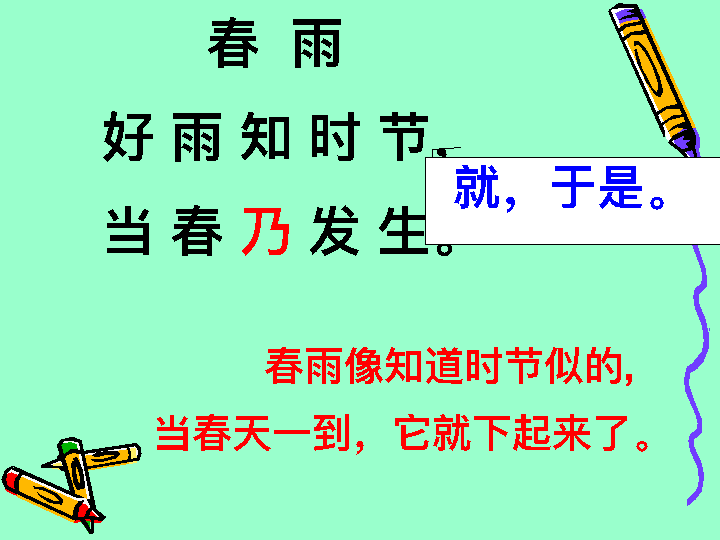 春 雨
好 雨 知 时 节，
当 春 乃 发 生。
就，于是。
春雨像知道时节似的，
当春天一到，它就下起来了。